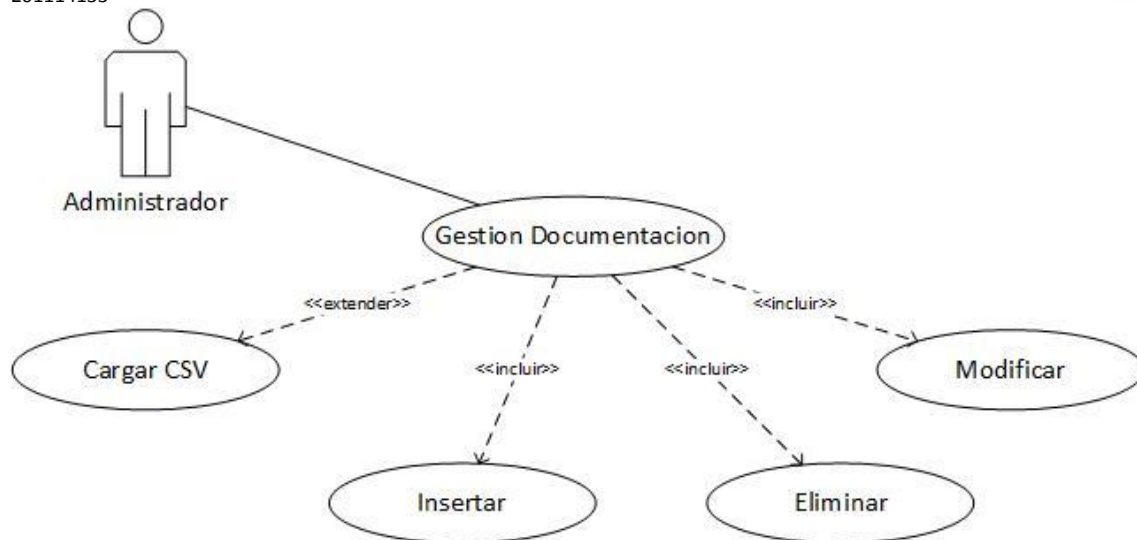 Administrador
Gestion Documentacion
<<extender>>
<<incluir>>
Cargar CSV
<<incluir>>
<<incluir>>
Modificar
Insertar
Eliminar